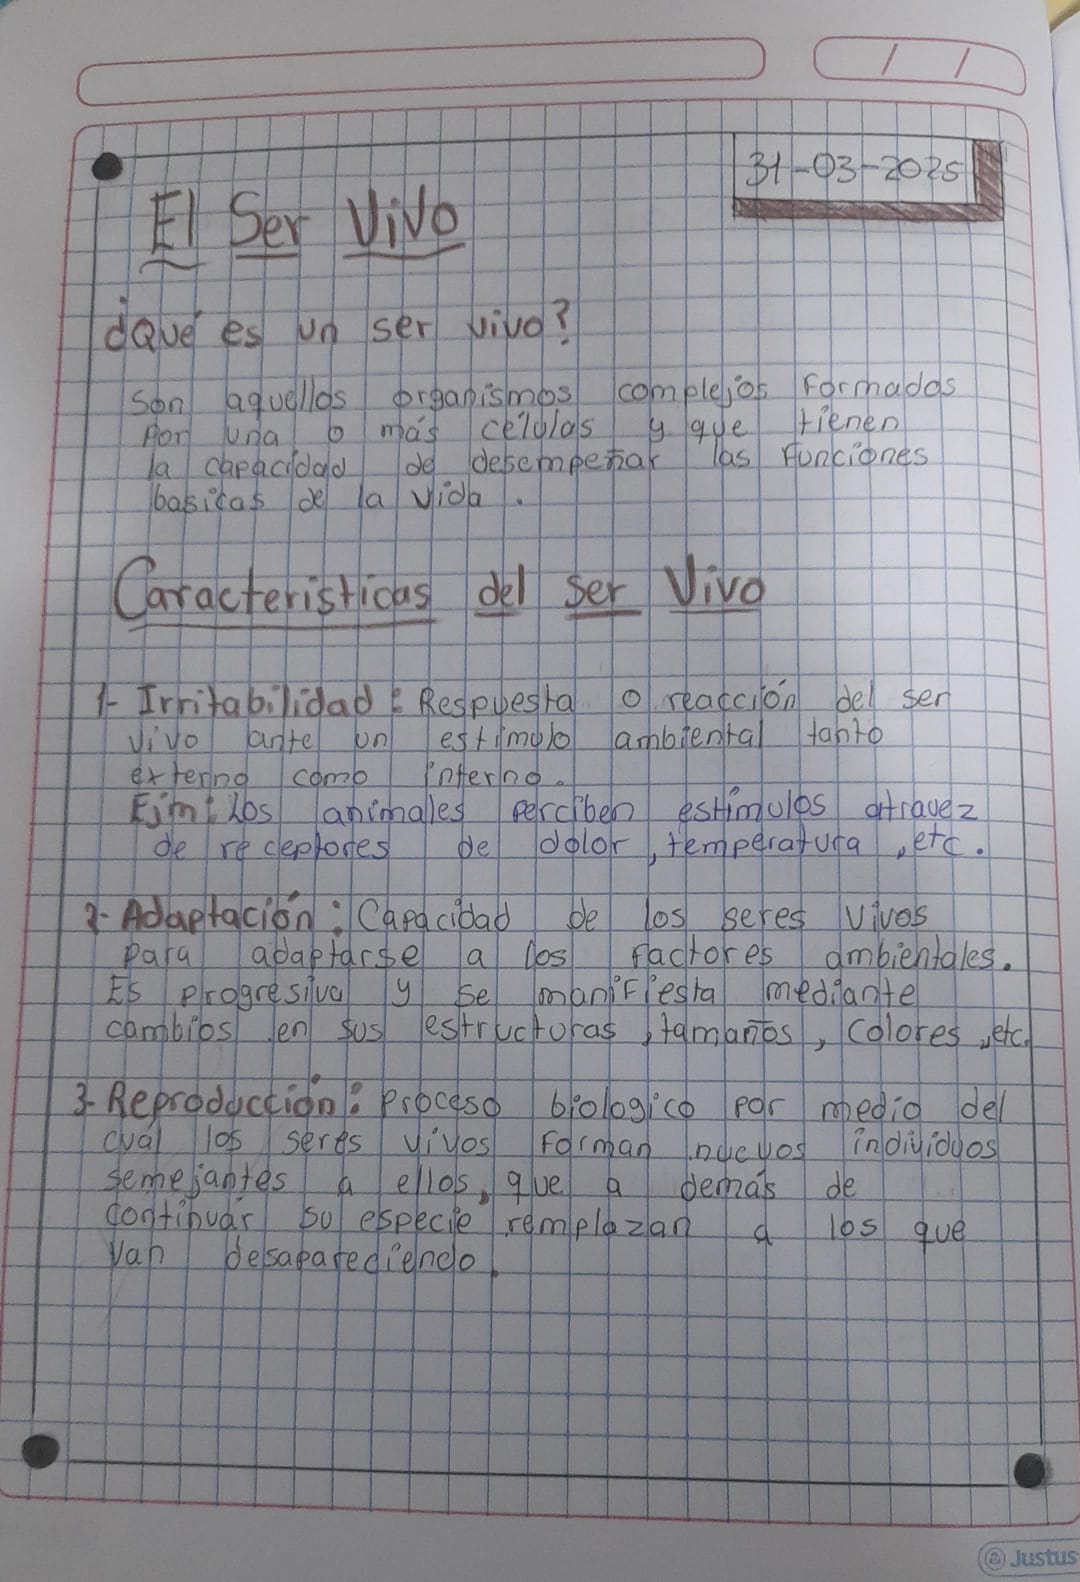 31-03-2025
El Ser Vivo
¿Qué es un ser vivo?
Son aquellos organismos complejos formados
por una o más células y que tienen
la capacidad de desempeñar las funciones
basicas de la vida.
Caracteristicas del ser Vivo
1- Irritabilidad: Respuesta o reacción del ser
vivo ante un estimulo ambiental tanto
externo como interno.
Ejm: Los animales perciben estímulos atravez
de receptores de dolor, temperatura, etc.
2- Adaptación: Capacidad de los seres vivos
para adaptarse a los factores ambientales.
Es progresiva y se manifiesta mediante
cambios en sus estructuras, tamaños, colores, etc.
3- Reproducción: Proceso biologico por medio del
cual los seres vivos forman nuevos individuos
semejantes a ellos, que a demás de
continuar su especie remplazan a los que
van desaparediendo.
Justus